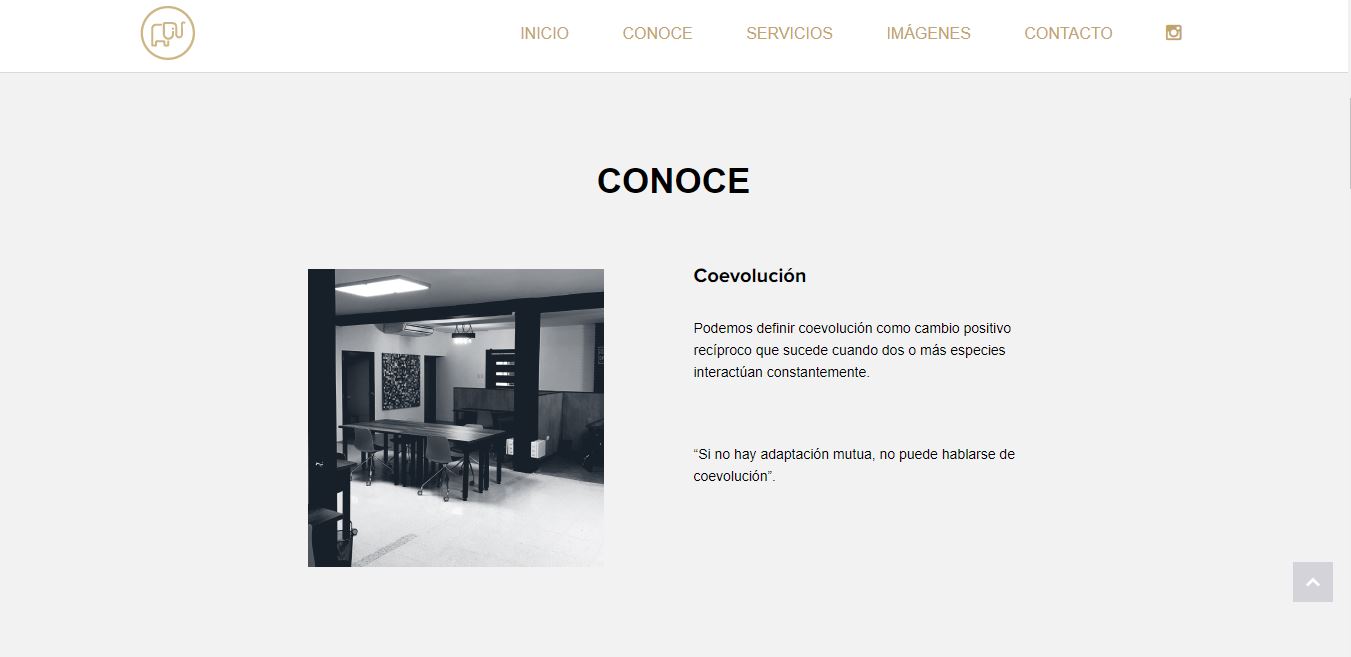 INICIO CONOCE SERVICIOS IMÁGENES CONTACTO
CONOCE
Coevolución
Podemos definir coevolución como cambio positivo
recíproco que sucede cuando dos o más especies
interactúan constantemente.
“Si no hay adaptación mutua, no puede hablarse de
coevolución”.